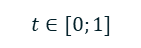 t ∈ [0; 1]